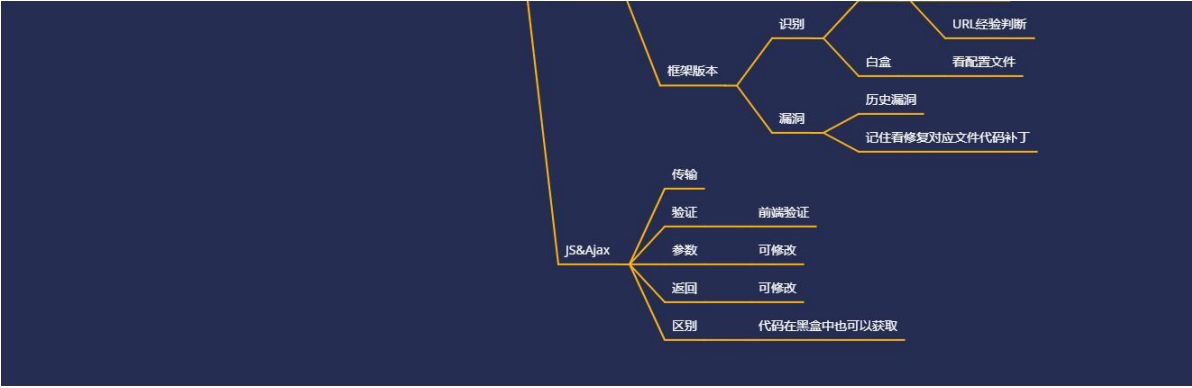 识别
URL经验判断
白盒
看配置文件
框架版本
漏洞
历史漏洞
记住看修复对应文件代码补丁
JS&Ajax
传输
验证
前端验证
参数
可修改
返回
可修改
区别
代码在黑盒中也可以获取